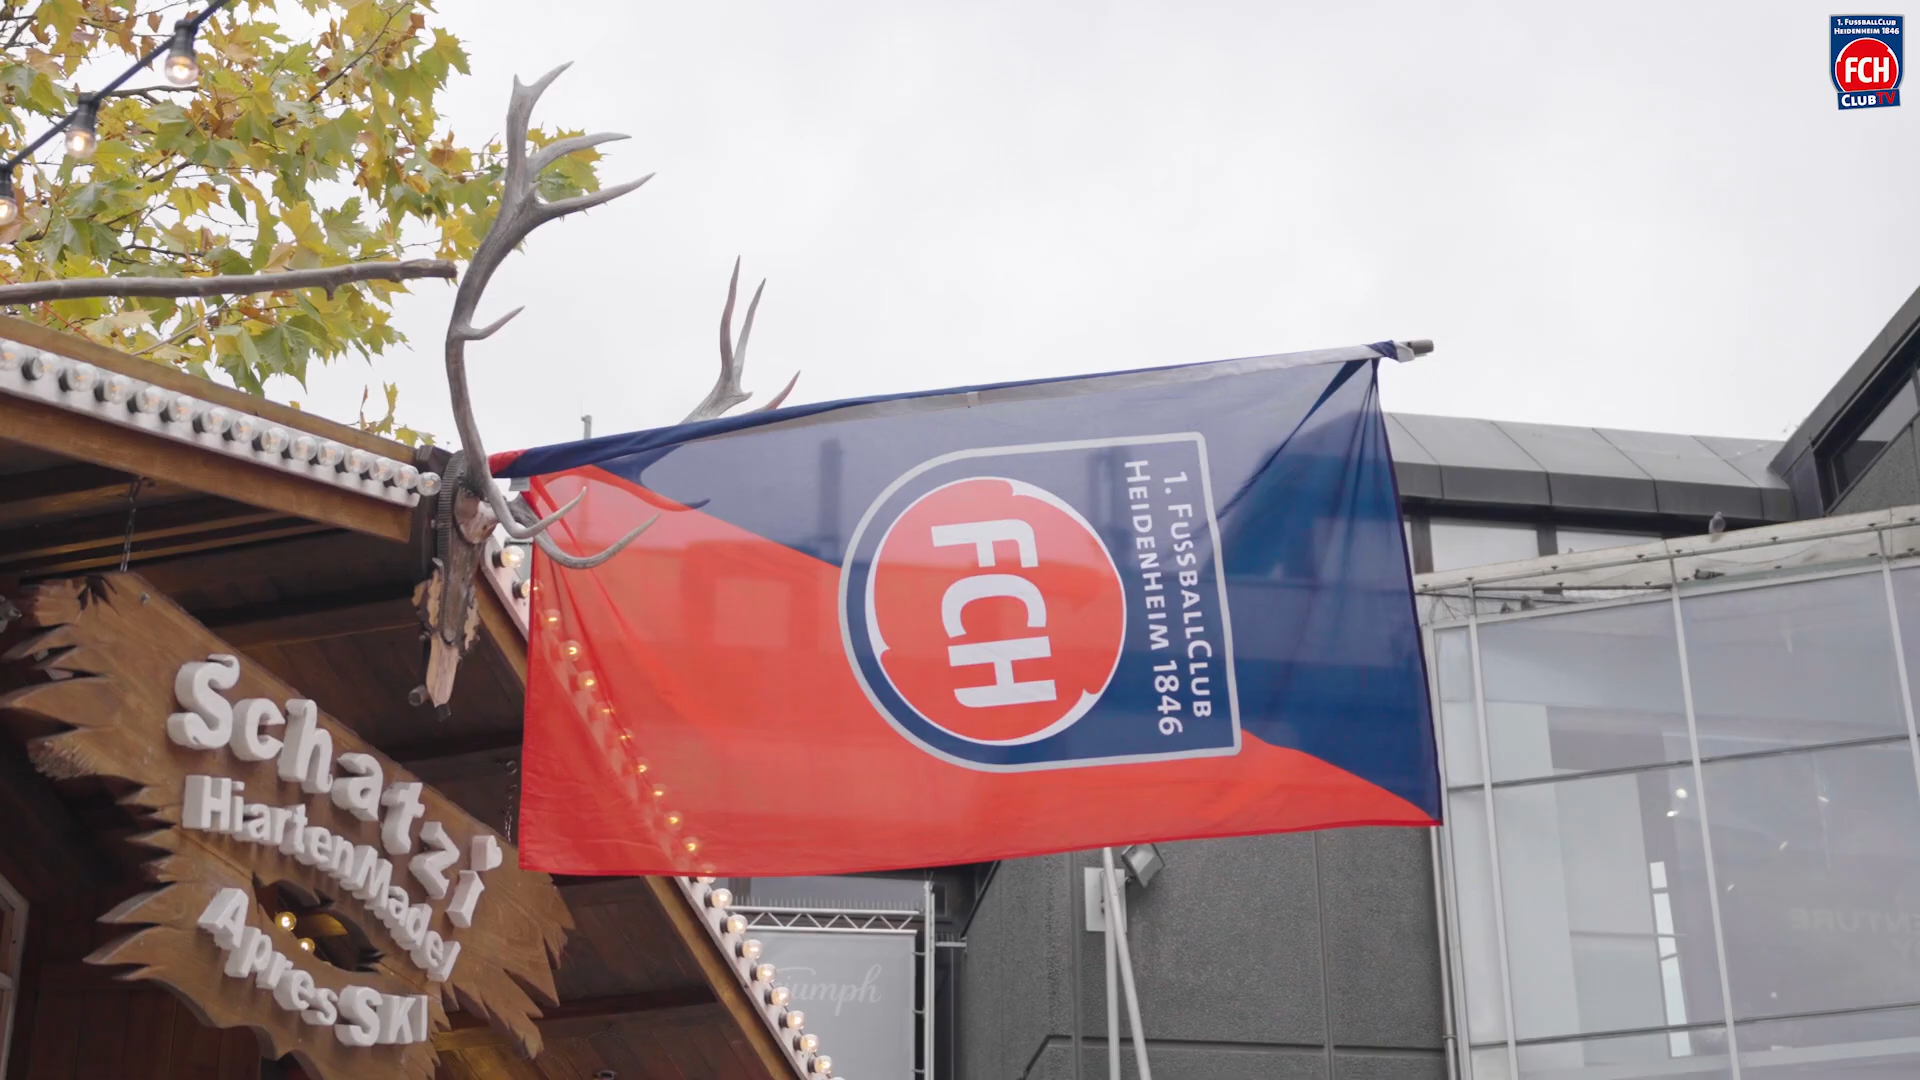 1. FUSSBALLCLUB
HEIDENHEIM 1846
FCH
CLUBTV
1. FUSSBALLCLUB
HEIDENHEIM 1846
FCH
Schatzi
HiartenMadel
ApresSKI